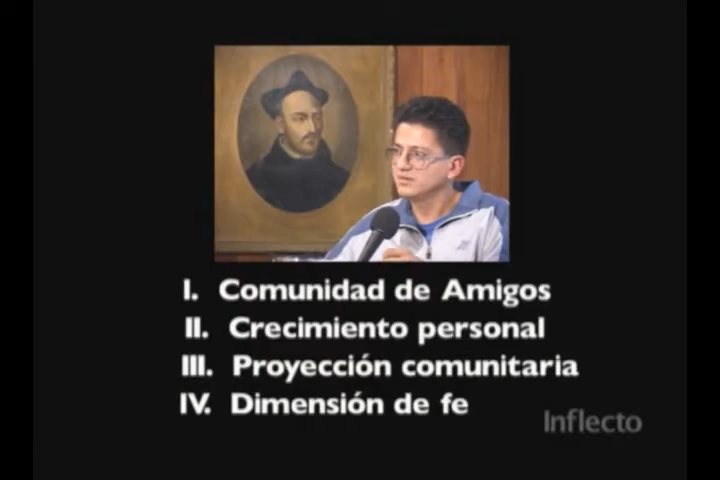 I. Comunidad de Amigos
II. Crecimiento personal
III. Proyección comunitaria
IV. Dimensión de fe
Inflecto